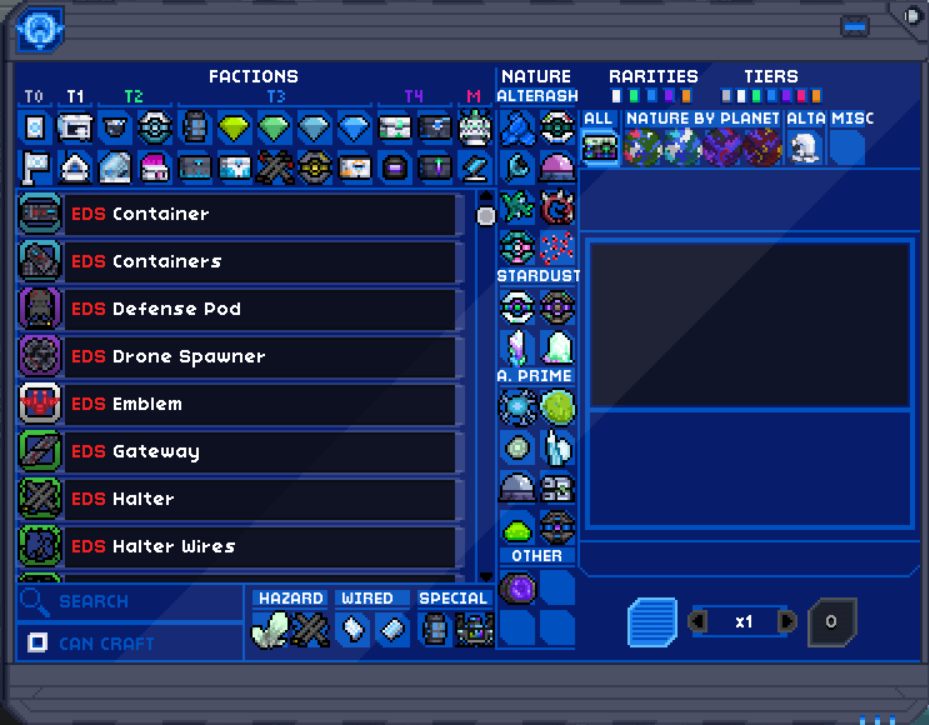 FACTIONS
T0 T1 T2 T3 T4 M
NATURE
ALTERASH
RARITIES TIERS
ALL NATURE BY PLANET ALTA MISC
EDS Container
EDS Containers
EDS Defense Pod
EDS Drone Spawner
EDS Emblem
EDS Gateway
EDS Halter
EDS Halter Wires
STARDUST
A. PRIME
OTHER
SEARCH
CAN CRAFT
HAZARD WIRED SPECIAL
x1 0